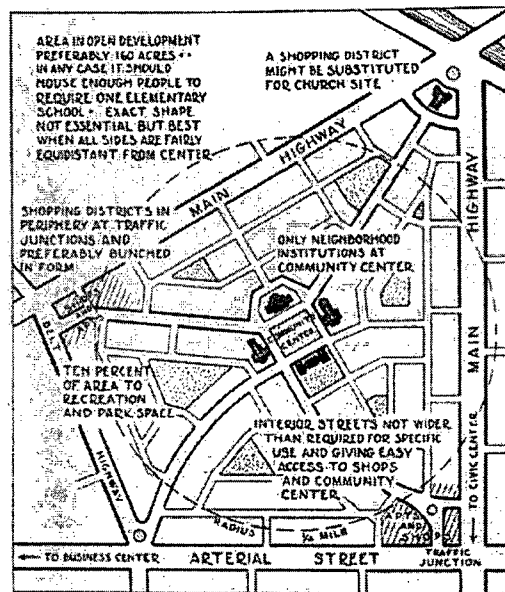 AREA IN OPEN DEVELOPMENT
PREFERABLY 160 ACRES ··
IN ANY CASE IT SHOULD
HOUSE ENOUGH PEOPLE TO
REQUIRE ONE ELEMENTARY
SCHOOL · EXACT SHAPE
NOT ESSENTIAL BUT BEST
WHEN ALL SIDES ARE FAIRLY
EQUIDISTANT FROM CENTER·
A SHOPPING DISTRICT
MIGHT BE SUBSTITUTED
FOR CHURCH SITE
MAIN HIGHWAY
HIGHWAY MAIN
SHOPPING DISTRICTS IN
PERIPHERY AT TRAFFIC
JUNCTIONS AND
PREFERABLY BUNCHED
IN FORM
ONLY NEIGHBORHOOD
INSTITUTIONS AT
COMMUNITY CENTER
COMMUNITY
CENTER
TEN PERCENT
OF AREA TO
RECREATION
AND PARK SPACE
HIGHWAY
INTERIOR STREETS NOT WIDER
THAN REQUIRED FOR SPECIFIC
USE AND GIVING EASY
ACCESS TO SHOPS
AND COMMUNITY
CENTER
TO CIVIC CENTER
RADIUS
¼ MILE
APTS
AND
SHOPS
TO BUSINESS CENTER
ARTERIAL STREET
TRAFFIC
JUNCTION